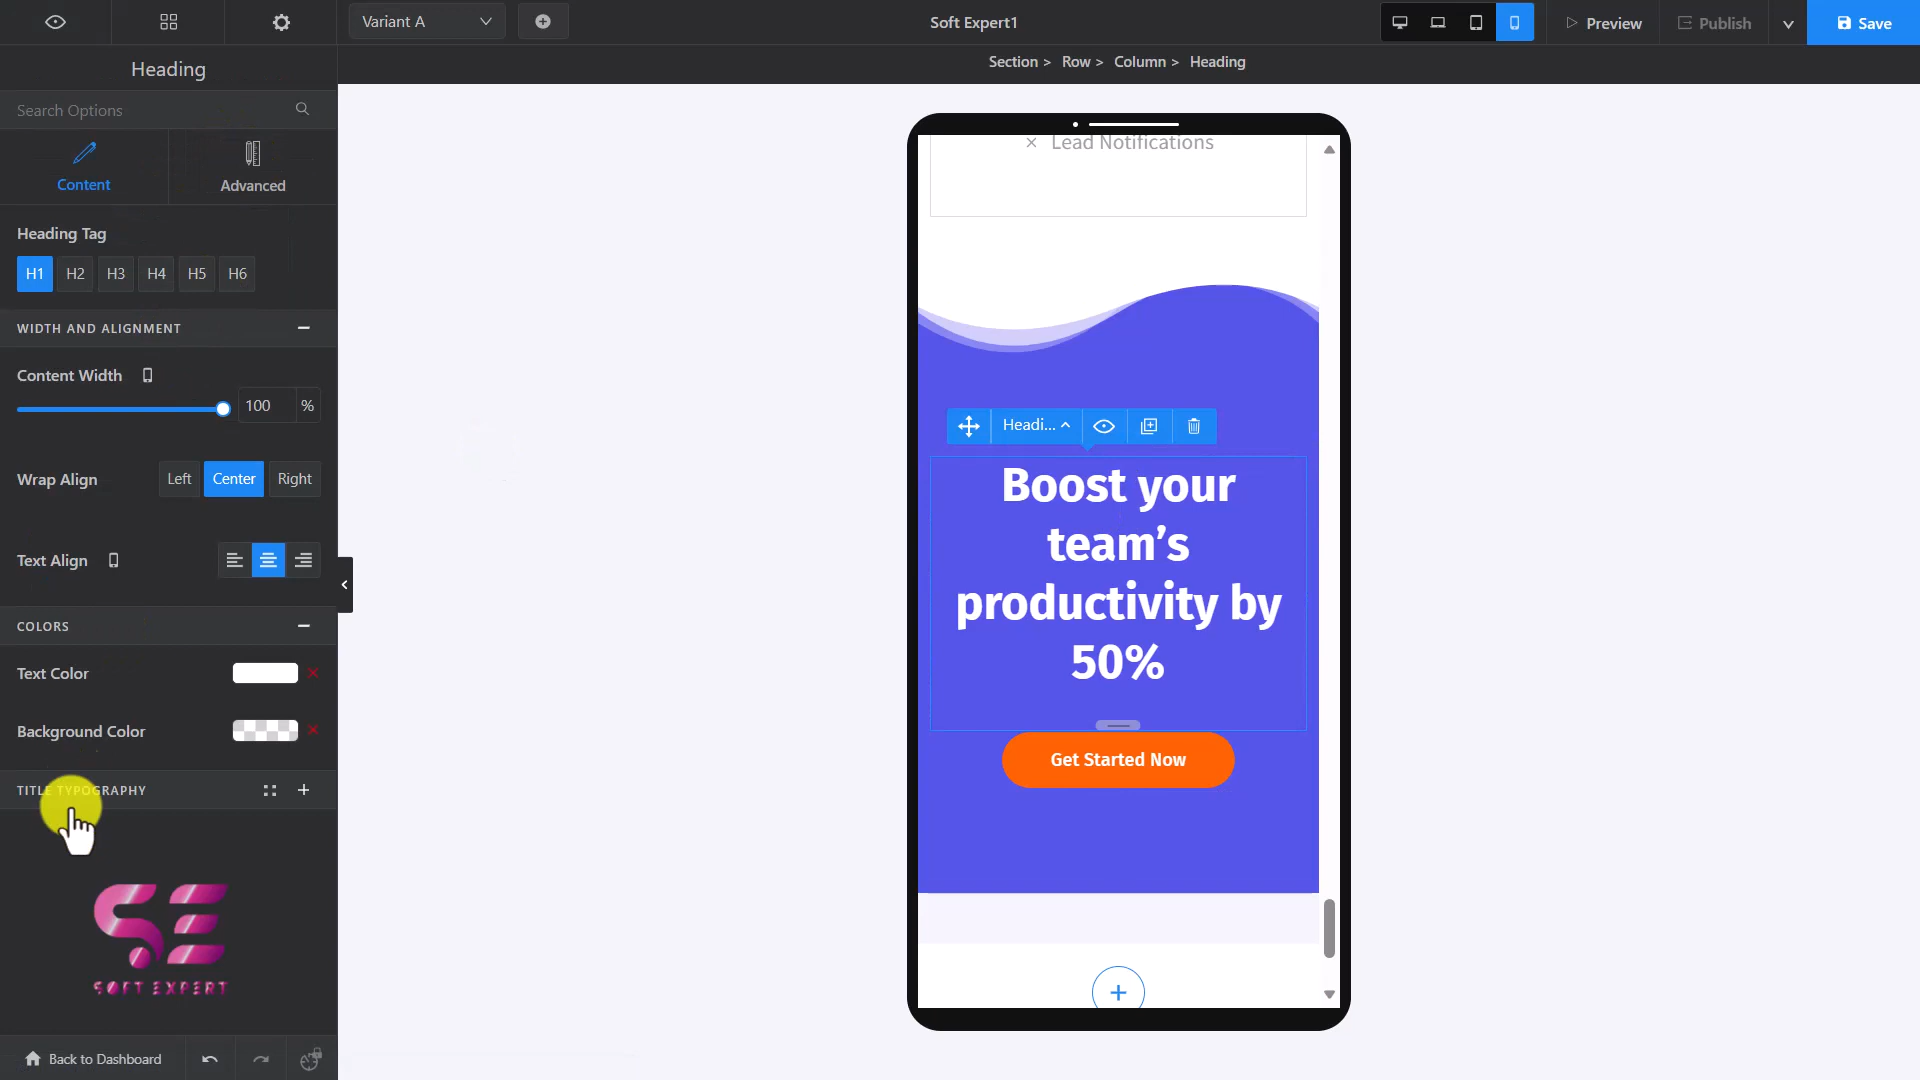 Variant A
Soft Expert1
Preview
Publish
Save
Heading
Section > Row > Column > Heading
Search Options
Content
Advanced
Heading Tag
H1 H2 H3 H4 H5 H6
WIDTH AND ALIGNMENT
Content Width
100 %
Wrap Align
Left Center Right
Text Align
COLORS
Text Color
Background Color
TITLE TYPOGRAPHY
SOFT EXPERT
Back to Dashboard
× Lead Notifications
Headi...
Boost your
team’s
productivity by
50%
Get Started Now